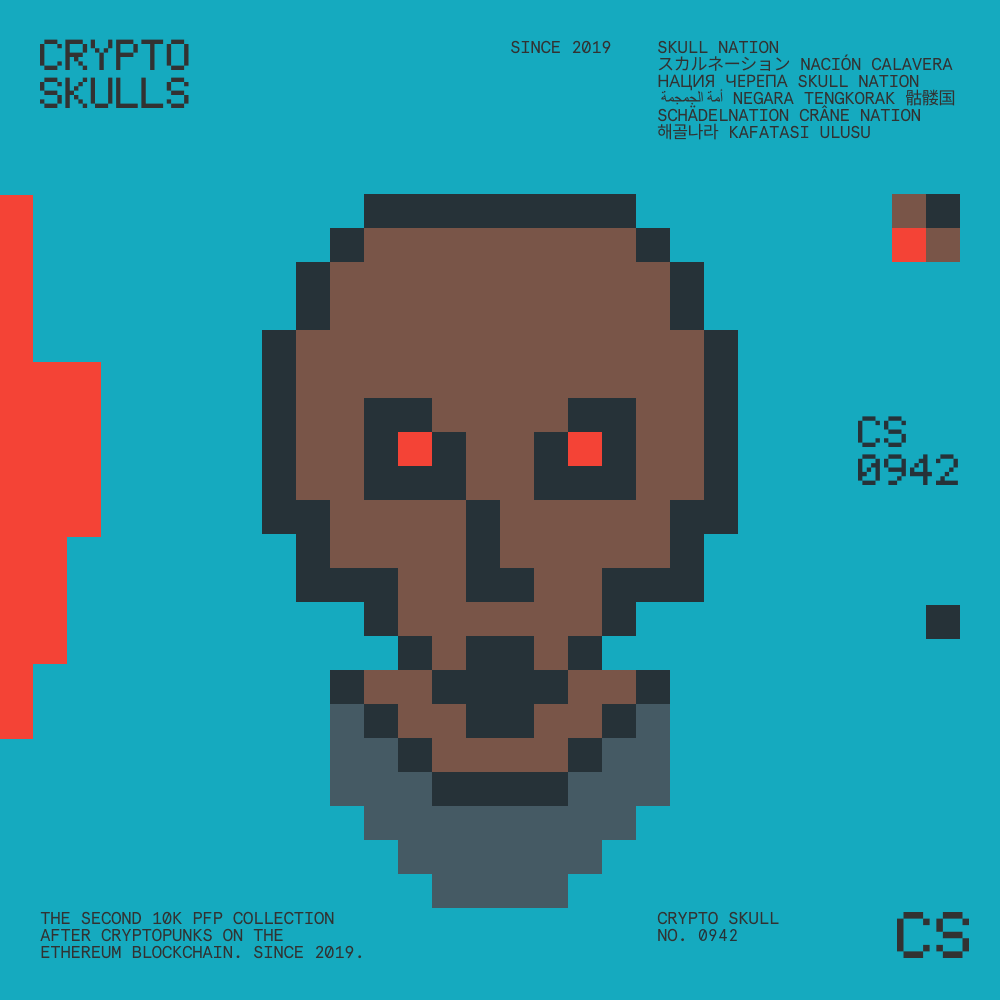 CRYPTO
SKULLS
SINCE 2019
SKULL NATION
スカルネーション NACIÓN CALAVERA
НАЦИЯ ЧЕРЕПА SKULL NATION
أمة الجمجمة NEGARA TENGKORAK 骷髅国
SCHÄDELNATION CRÂNE NATION
해골나라 KAFATASI ULUSU
CS
0942
THE SECOND 10K PFP COLLECTION
AFTER CRYPTOPUNKS ON THE
ETHEREUM BLOCKCHAIN. SINCE 2019.
CRYPTO SKULL
NO. 0942
CS